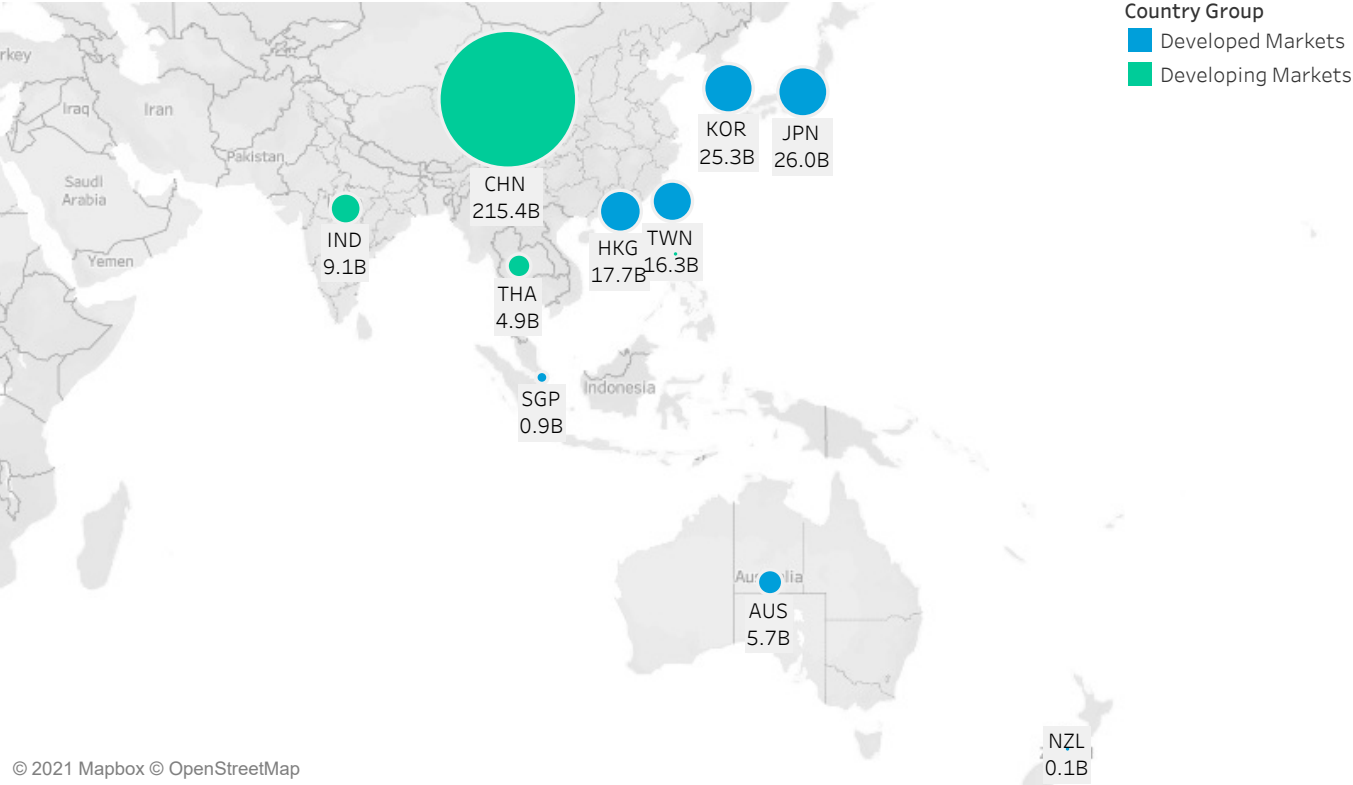 Country Group
Developed Markets
Developing Markets
rkey
Iraq
Iran
Pakistan
Saudi
Arabia
Yemen
KOR
25.3B
JPN
26.0B
CHN
215.4B
IND
9.1B
HKG
17.7B
TWN
16.3B
THA
4.9B
SGP
0.9B
Indonesia
AUS
5.7B
NZL
0.1B
© 2021 Mapbox © OpenStreetMap